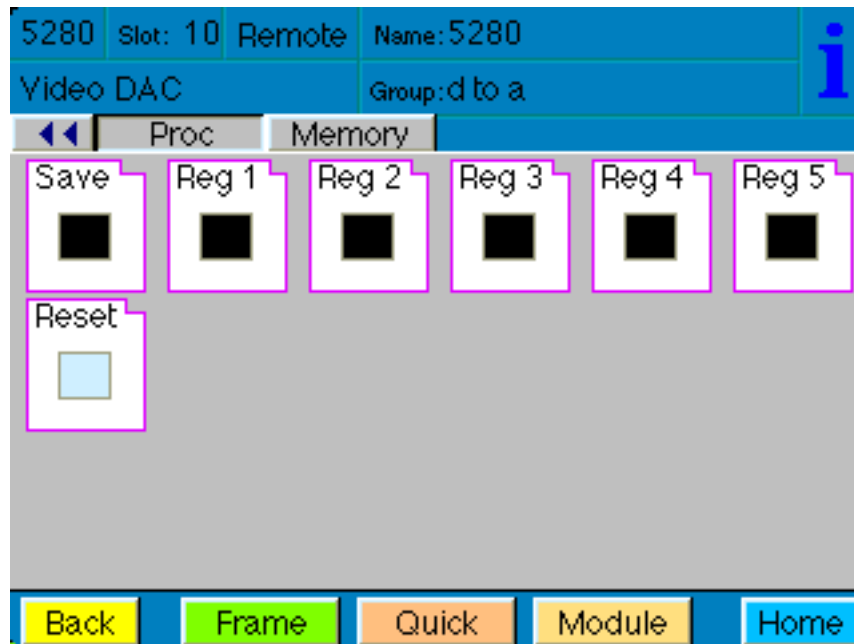 5280 Slot: 10 Remote Name: 5280
Video DAC Group: d to a
Proc Memory
Save Reg 1 Reg 2 Reg 3 Reg 4 Reg 5
Reset
Back Frame Quick Module Home